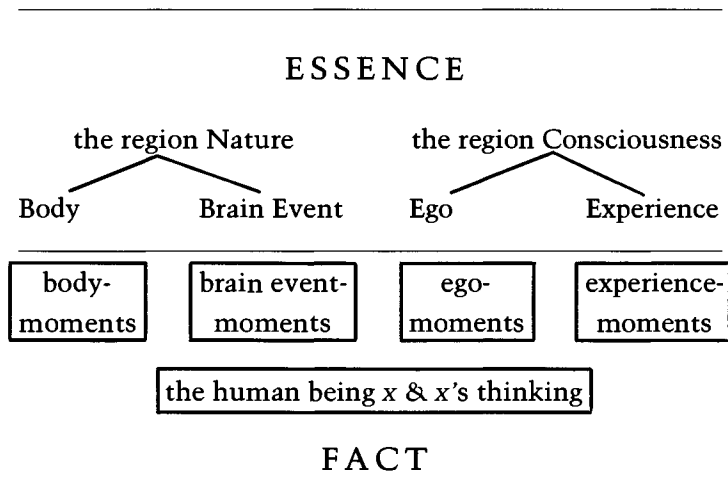 ESSENCE
the region Nature the region Consciousness
Body Brain Event Ego Experience
body- brain event- ego- experience-
moments moments moments moments
the human being x & x's thinking
FACT